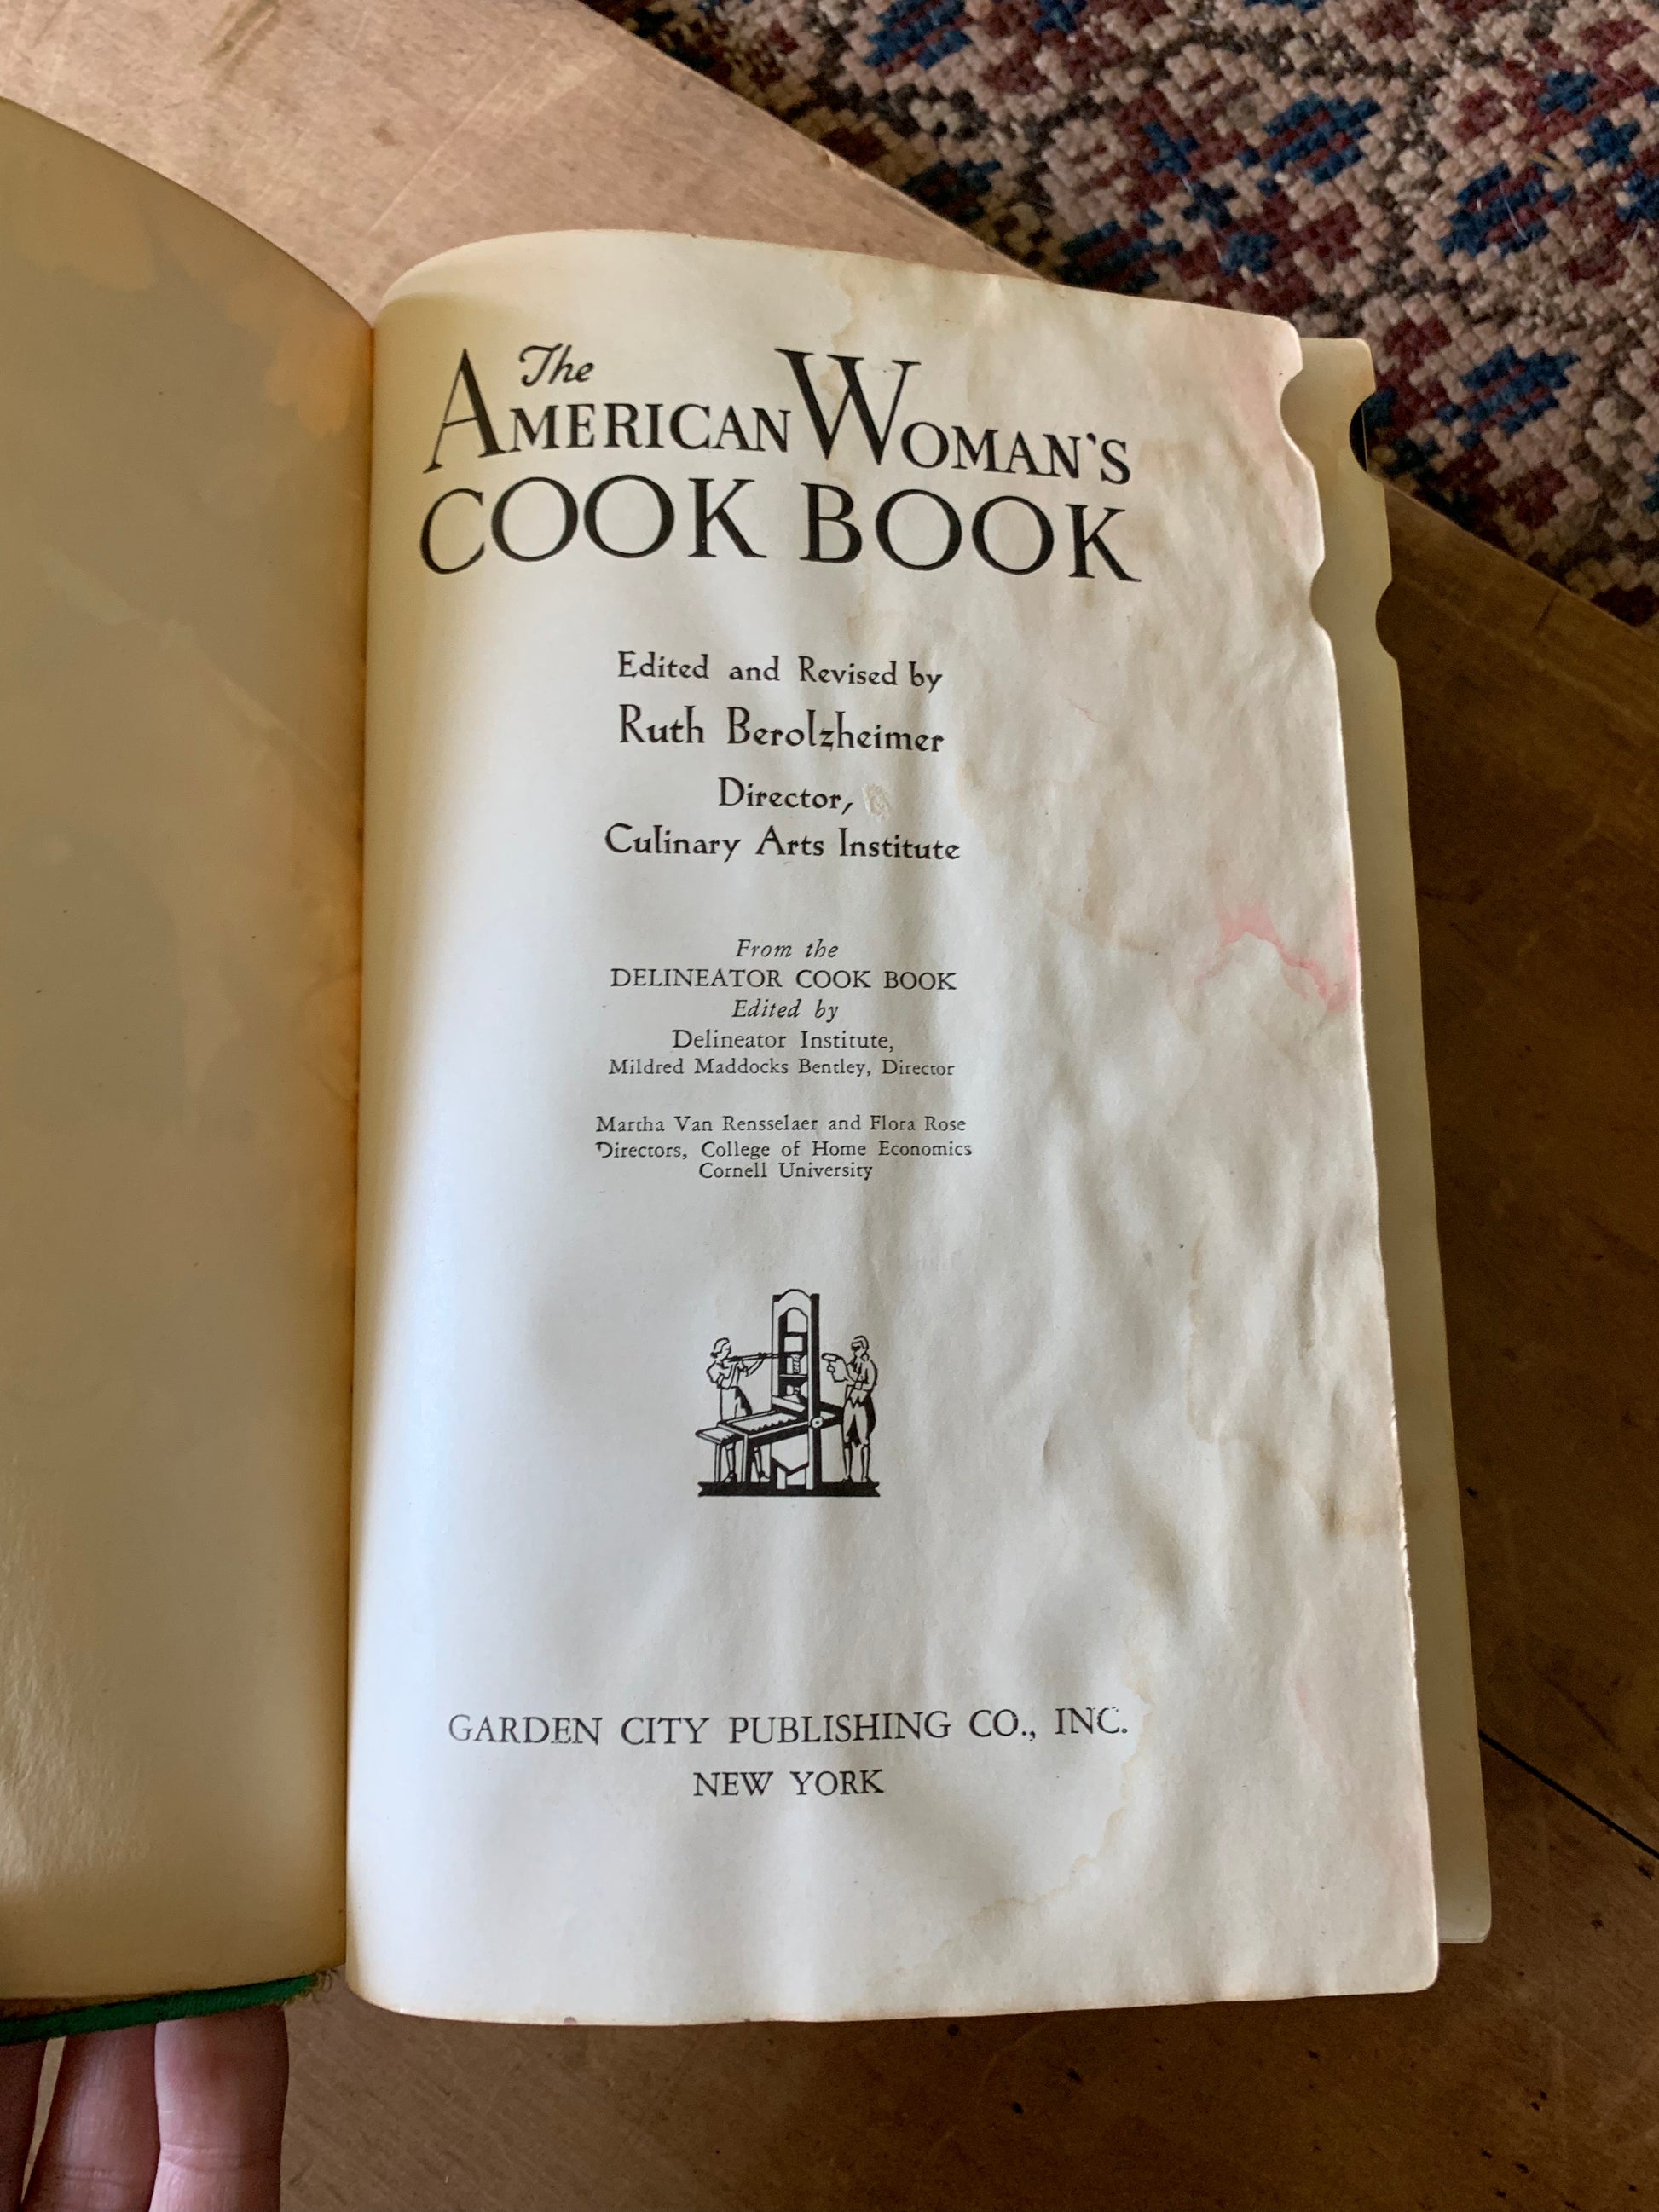 The
AMERICAN WOMAN'S
COOK BOOK
Edited and Revised by
Ruth Berolzheimer
Director,
Culinary Arts Institute
From the
DELINEATOR COOK BOOK
Edited by
Delineator Institute,
Mildred Maddocks Bentley, Director
Martha Van Rensselaer and Flora Rose
Directors, College of Home Economics
Cornell University
GARDEN CITY PUBLISHING CO., INC.
NEW YORK